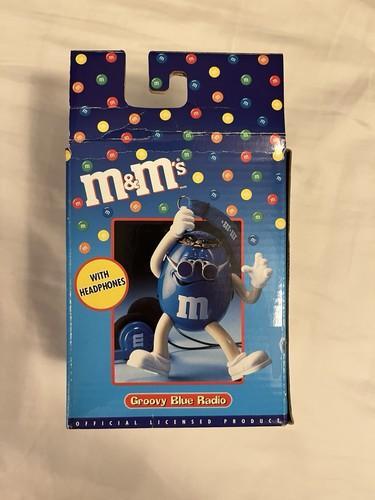 m&m's
WITH
HEADPHONES
m
m
Groovy Blue Radio
OFFICIAL LICENSED PRODUCT